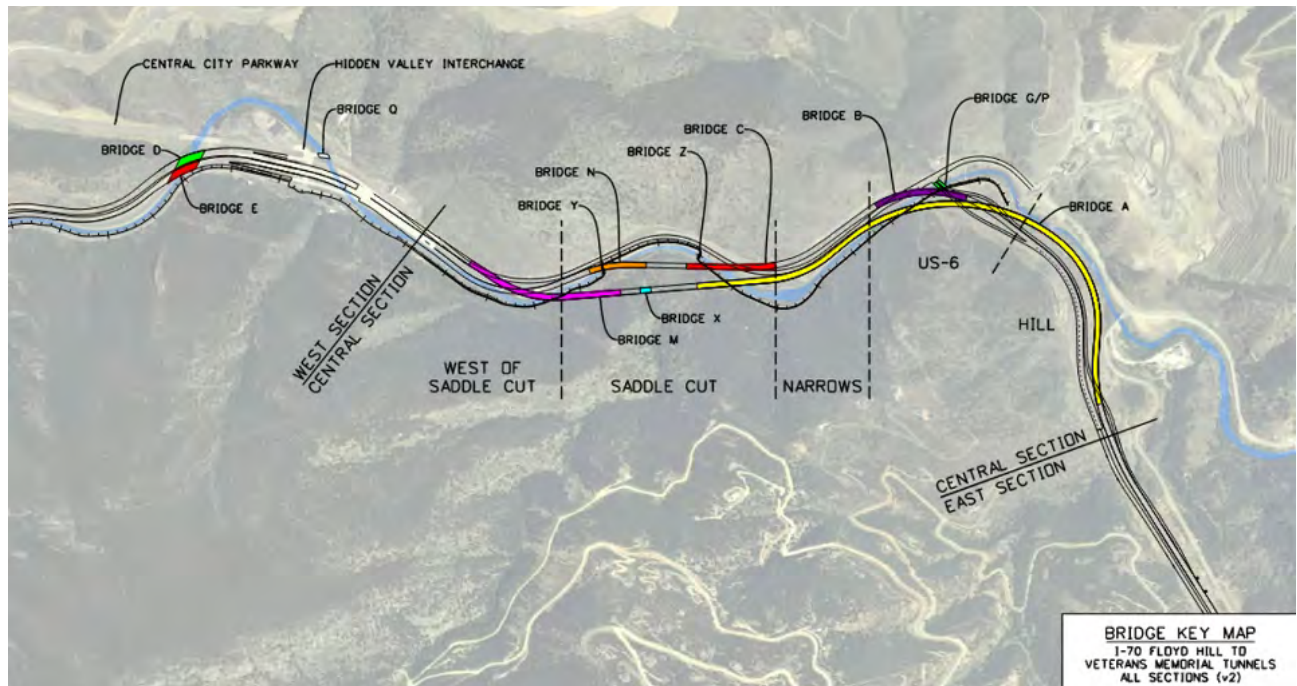 CENTRAL CITY PARKWAY
HIDDEN VALLEY INTERCHANGE
BRIDGE Q
BRIDGE D
BRIDGE E
BRIDGE N
BRIDGE Y
BRIDGE Z
BRIDGE C
BRIDGE B
BRIDGE G/P
BRIDGE A
US-6
HILL
BRIDGE X
BRIDGE M
WEST SECTION
CENTRAL SECTION
WEST OF
SADDLE CUT
SADDLE CUT
NARROWS
CENTRAL SECTION
EAST SECTION
BRIDGE KEY MAP
I-70 FLOYD HILL TO
VETERANS MEMORIAL TUNNELS
ALL SECTIONS (v2)